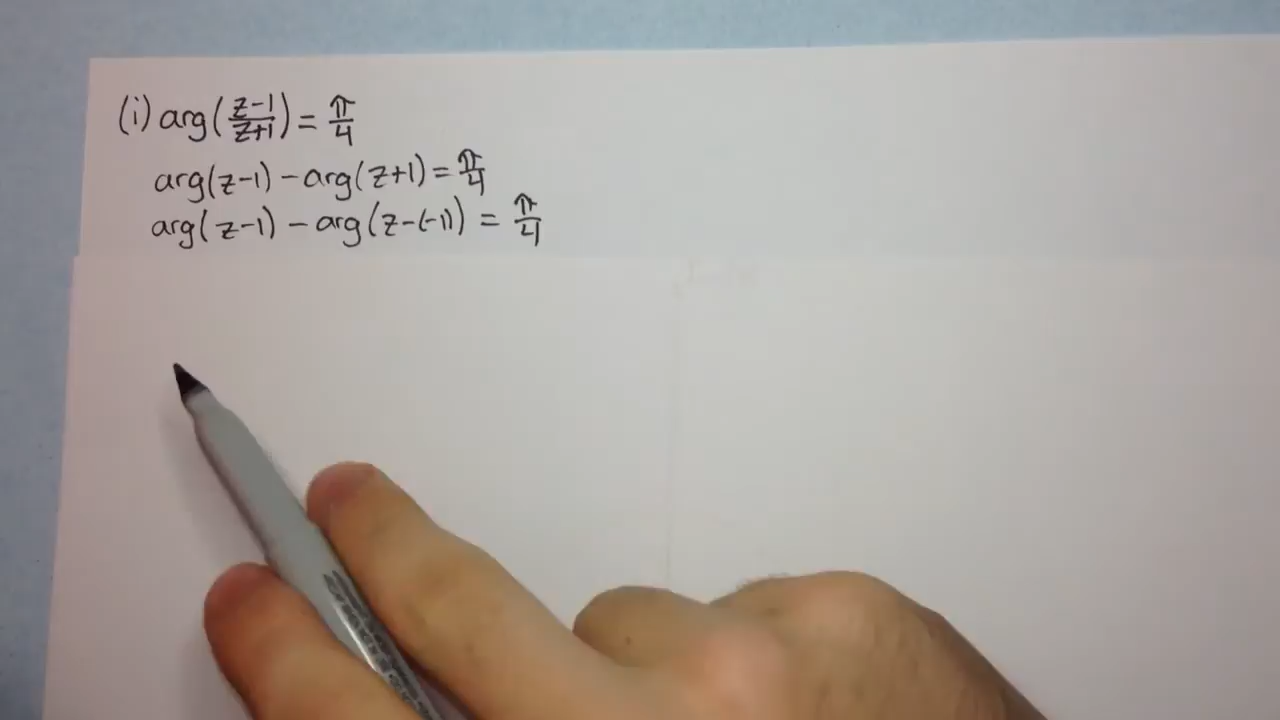 (i) arg(z-1/z+1) = π/4
arg(z-1) - arg(z+1) = π/4
arg(z-1) - arg(z-(-1)) = π/4